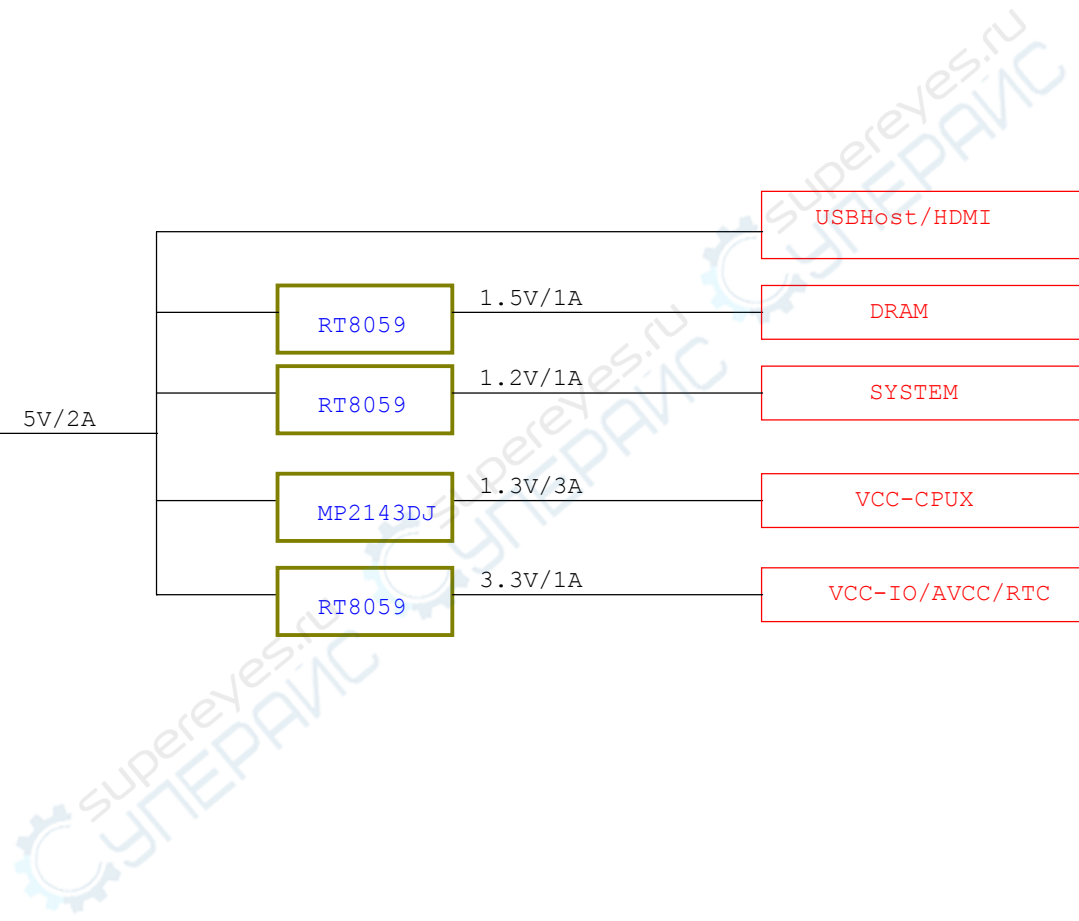 USBHost/HDMI
1.5V/1A
RT8059
DRAM
1.2V/1A
RT8059
SYSTEM
5V/2A
1.3V/3A
MP2143DJ
VCC-CPUX
3.3V/1A
RT8059
VCC-IO/AVCC/RTC
supereyes.ru
СУПЕРАЙС
supereyes.ru
СУПЕРАЙС
supereyes.ru
СУПЕРАЙС